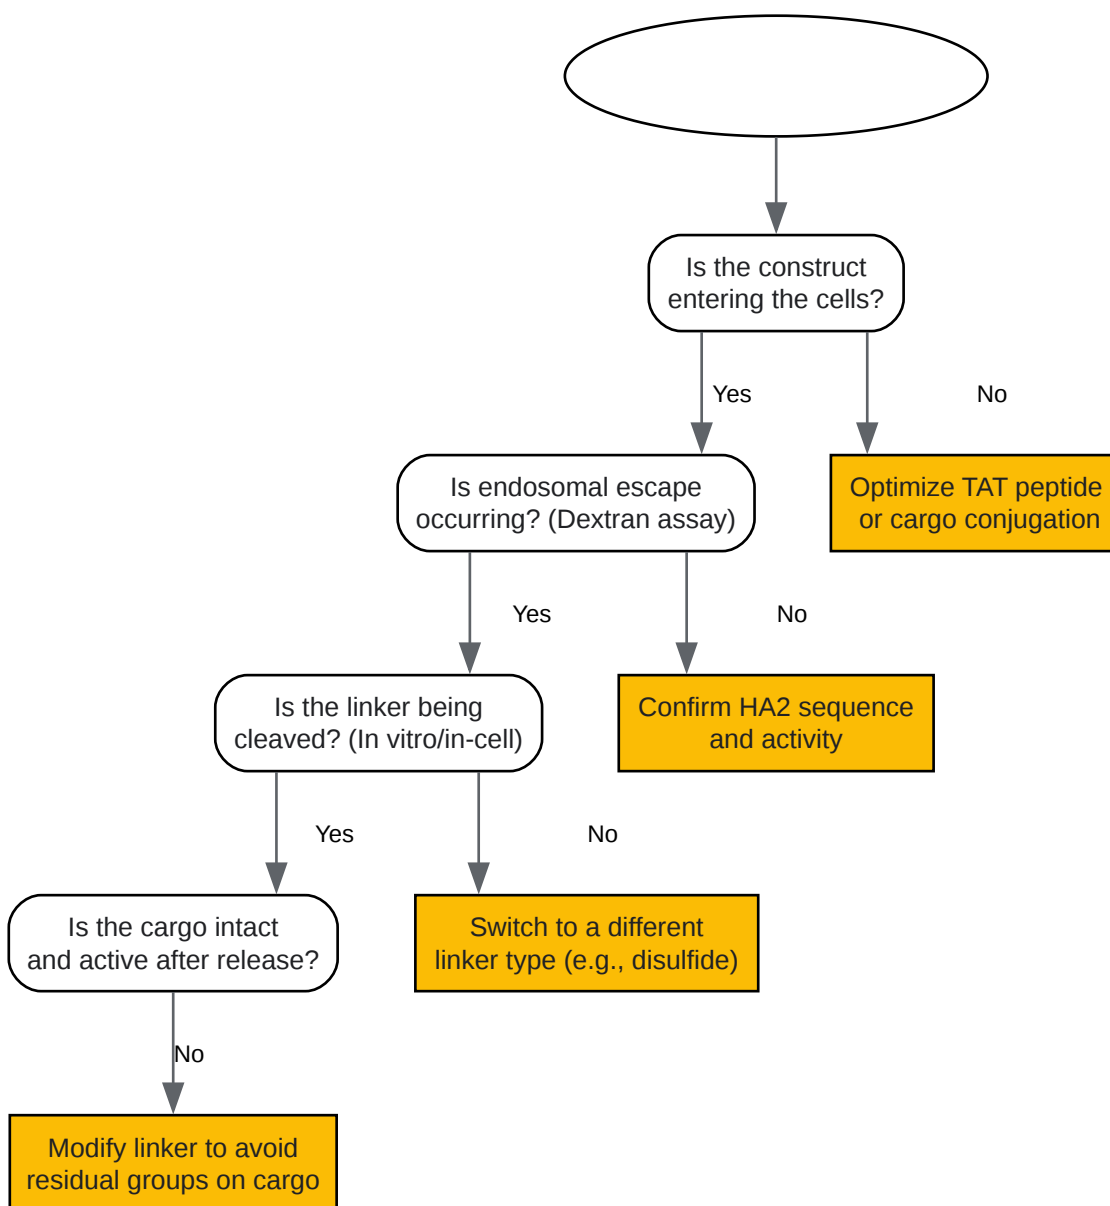 Is the construct
entering the cells?
Yes
No
Is endosomal escape
occurring? (Dextran assay)
Optimize TAT peptide
or cargo conjugation
Yes
No
Is the linker being
cleaved? (In vitro/in-cell)
Confirm HA2 sequence
and activity
Yes
No
Is the cargo intact
and active after release?
Switch to a different
linker type (e.g., disulfide)
No
Modify linker to avoid
residual groups on cargo